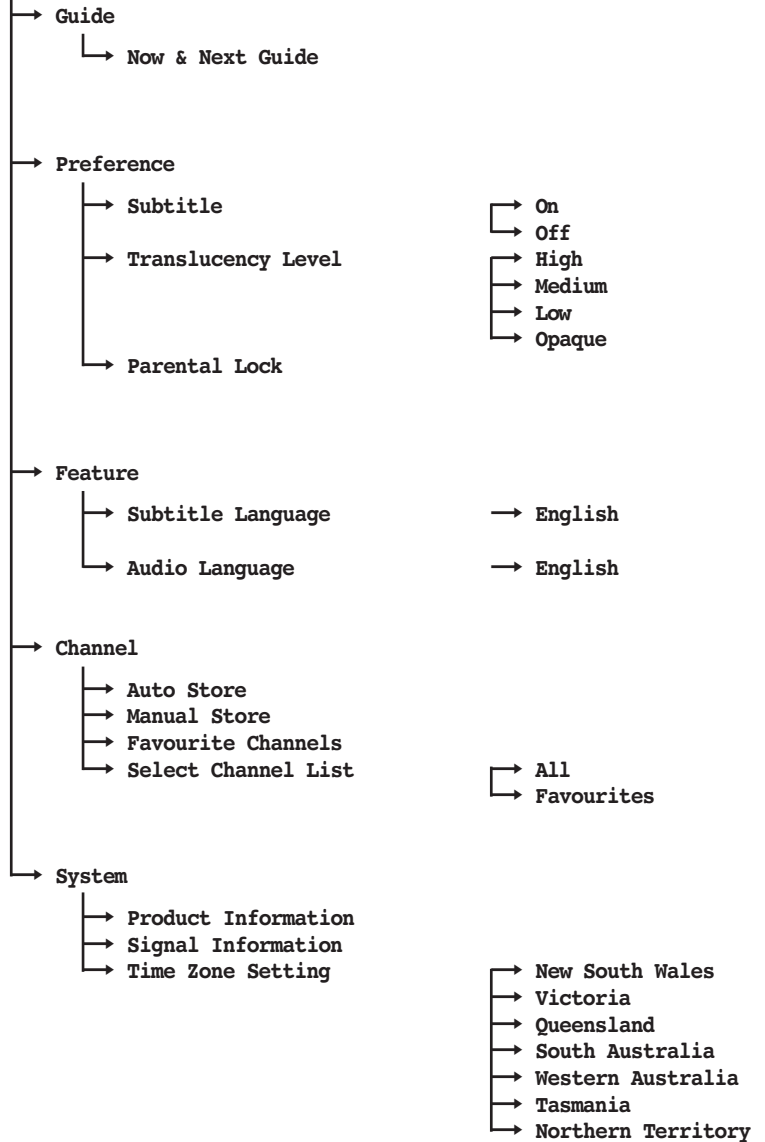 Guide
Now & Next Guide
Preference
Subtitle
On
Off
Translucency Level
High
Medium
Low
Opaque
Parental Lock
Feature
Subtitle Language
English
Audio Language
English
Channel
Auto Store
Manual Store
Favourite Channels
Select Channel List
All
Favourites
System
Product Information
Signal Information
Time Zone Setting
New South Wales
Victoria
Queensland
South Australia
Western Australia
Tasmania
Northern Territory